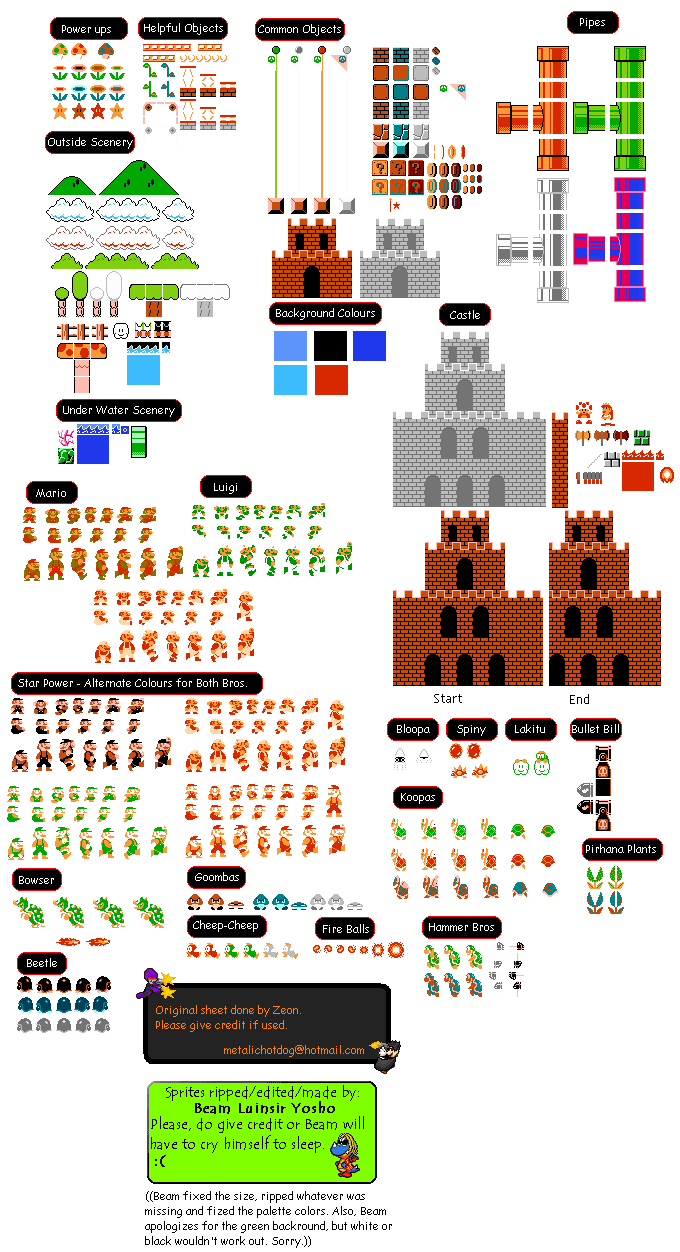 Power ups
Helpful Objects
Common Objects
Pipes
Outside Scenery
Background Colours
Castle
Under Water Scenery
Mario
Luigi
Star Power - Alternate Colours for Both Bros.
Start
End
Bloopa
Spiny
Lakitu
Bullet Bill
Koopas
Pirhana Plants
Bowser
Goombas
Cheep-Cheep
Fire Balls
Hammer Bros
Beetle
Original sheet done by Zeon.
Please give credit if used.
metalichotdog@hotmail.com
Sprites ripped/edited/made by:
Beam Luinsir Yosho
Please, do give credit or Beam will
have to cry himself to sleep.
:(
((Beam fixed the size, ripped whatever was
missing and fized the palette colors. Also, Beam
apologizes for the green backround, but white or
black wouldn't work out. Sorry.))